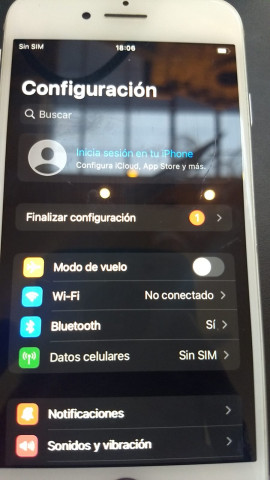 Sin SIM
18:06
Configuración
Buscar
Inicia sesión en tu iPhone
Configura iCloud, App Store y más.
Finalizar configuración 1
Modo de vuelo
Wi-Fi No conectado
Bluetooth Sí
Datos celulares Sin SIM
Notificaciones
Sonidos y vibración